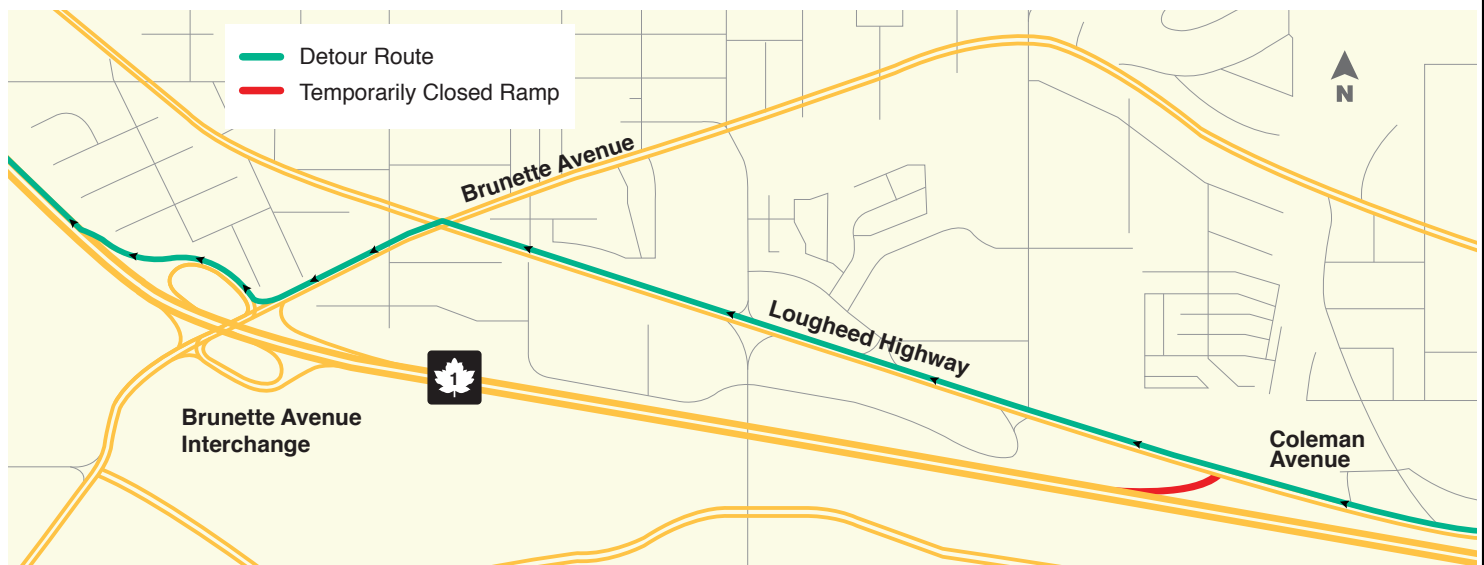 Detour Route
Temporarily Closed Ramp
N
Brunette Avenue
Lougheed Highway
1
Brunette Avenue
Interchange
Coleman
Avenue